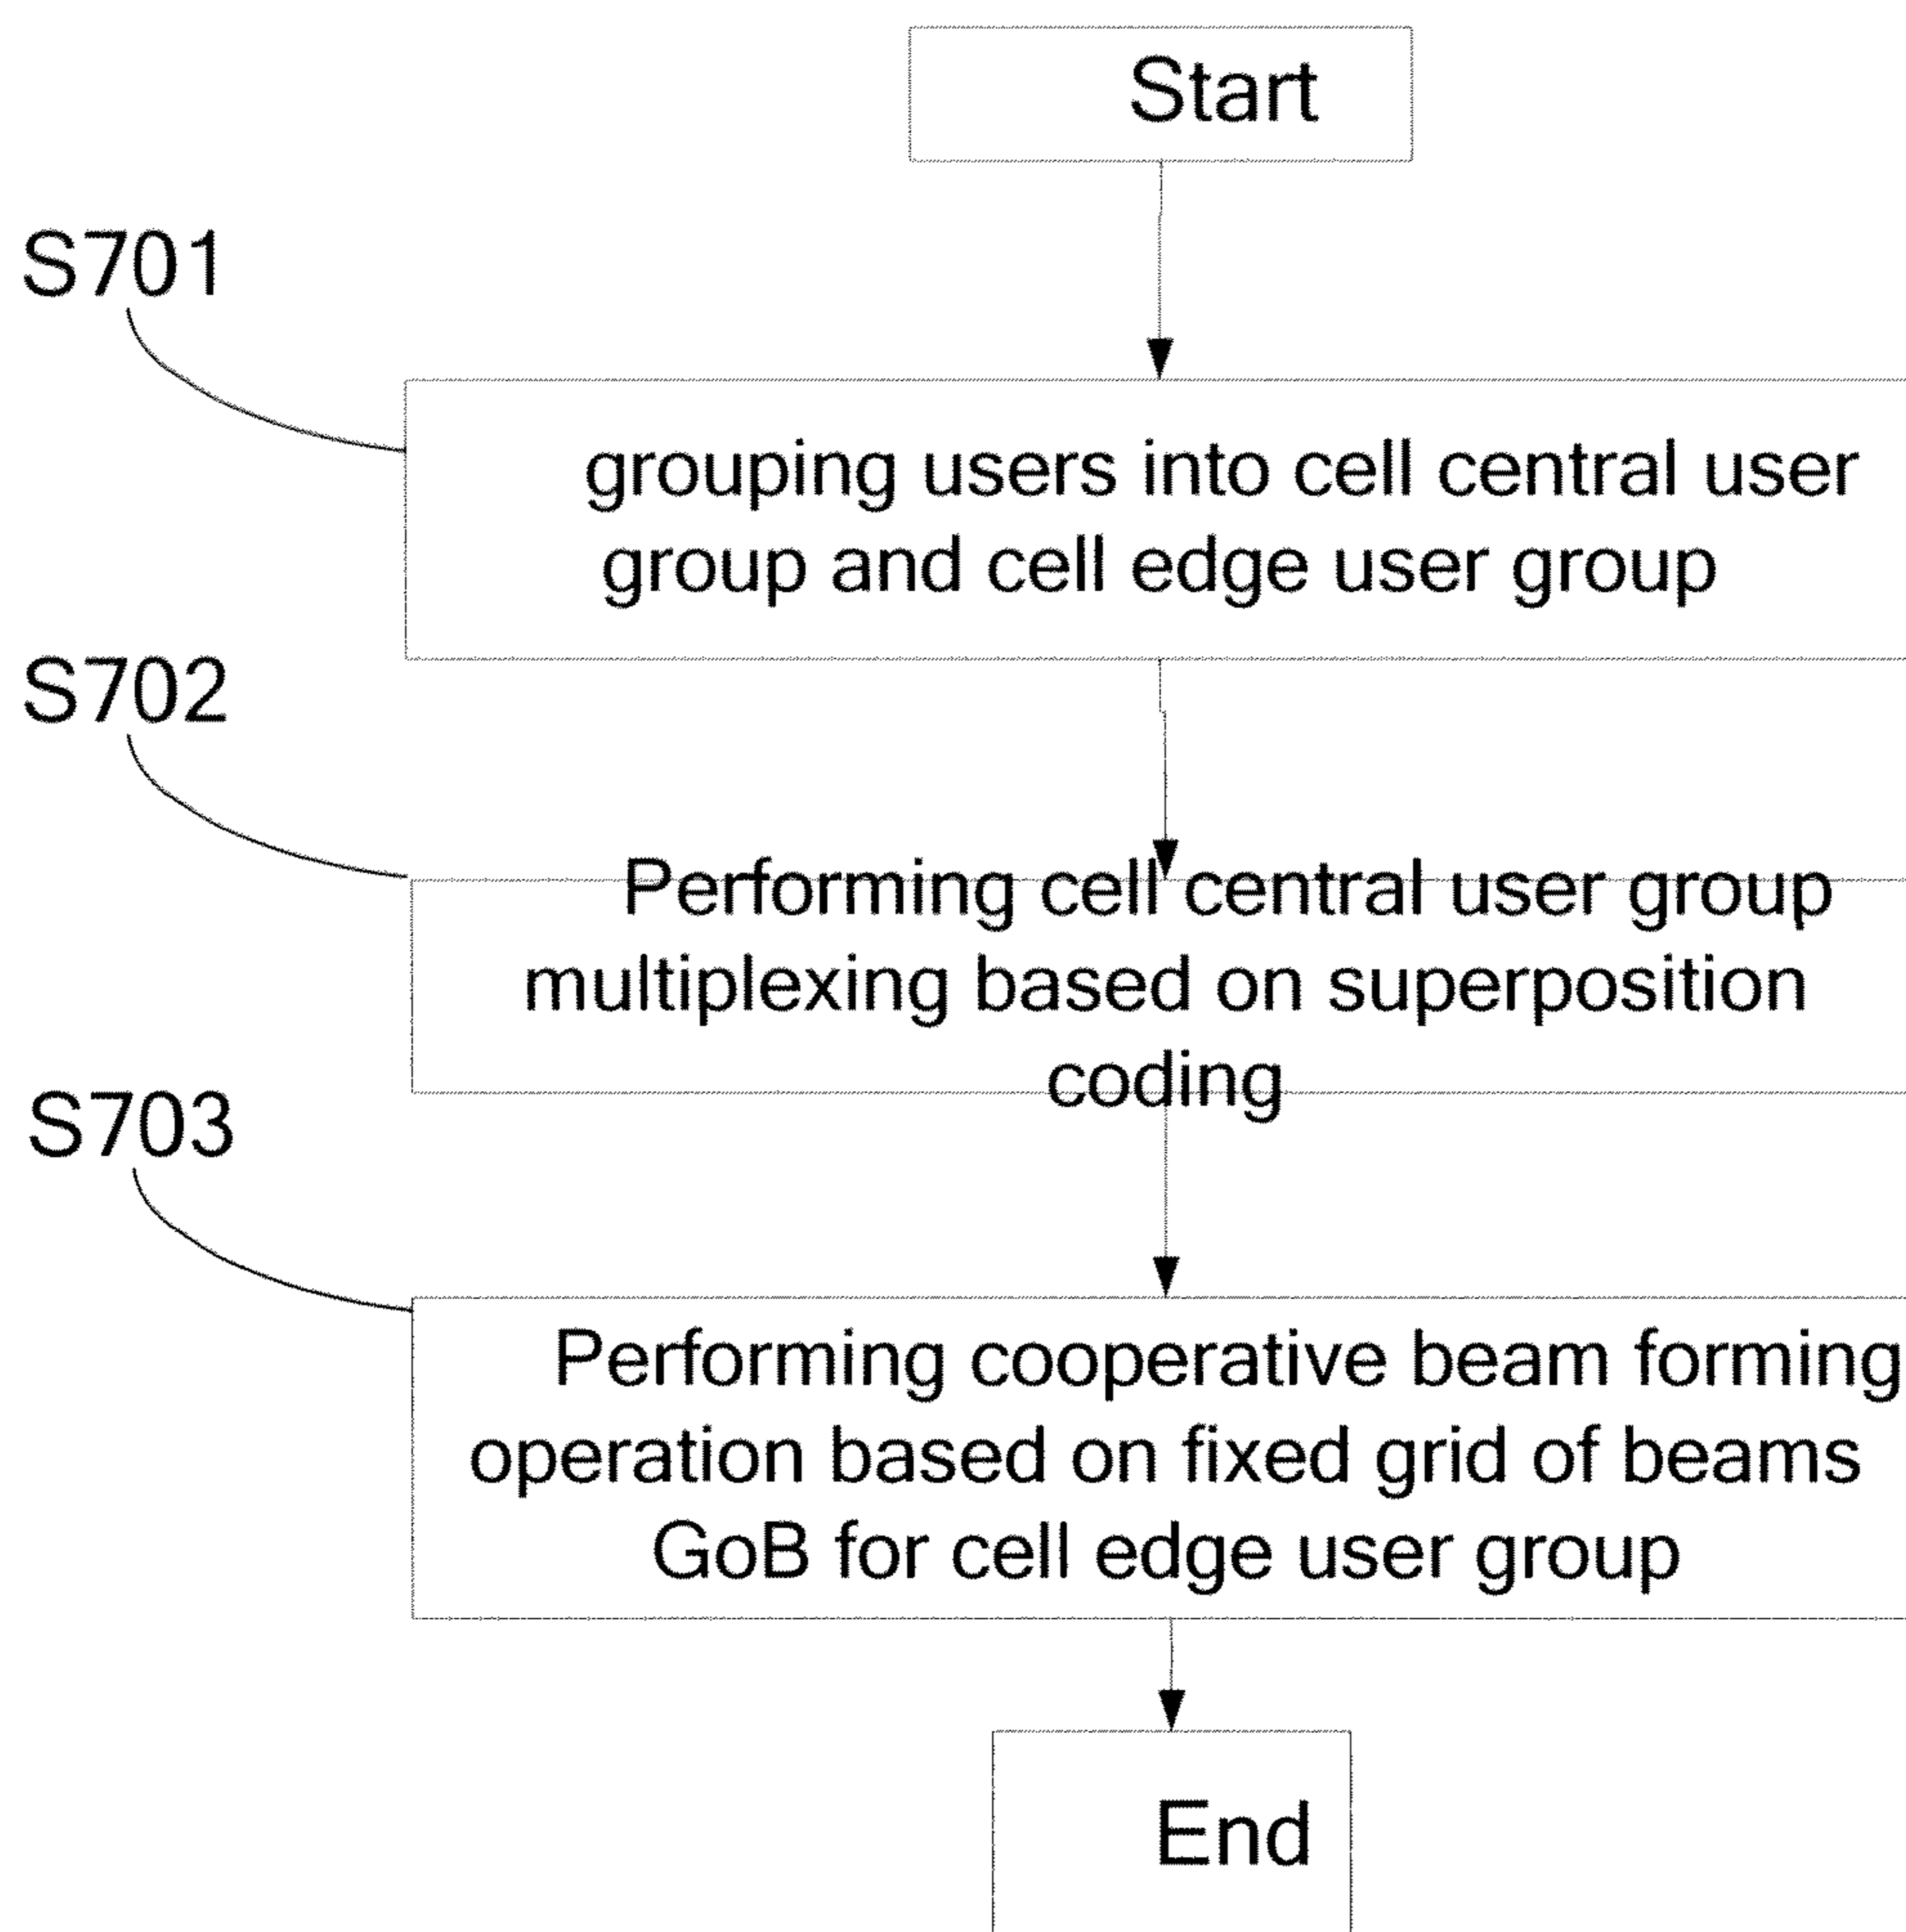 Start
S701
grouping users into cell central user
group and cell edge user group
S702
Performing cell central user group
multiplexing based on superposition
coding
S703
Performing cooperative beam forming
operation based on fixed grid of beams
GoB for cell edge user group
End